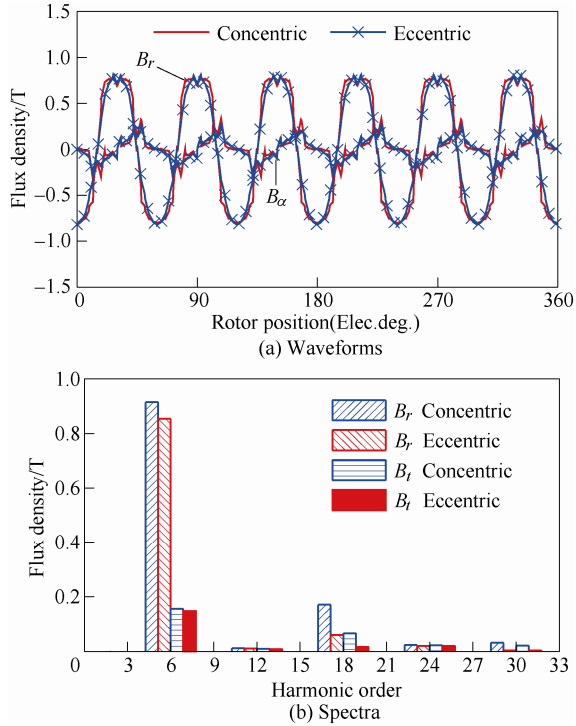 Concentric Eccentric
B_r
B_α
Flux density/T
1.5
1.0
0.5
0
−0.5
−1.0
−1.5
0 90 180 270 360
Rotor position(Elec.deg.)
(a) Waveforms
Flux density/T
1.0
0.8
0.6
0.4
0.2
B_r Concentric
B_r Eccentric
B_t Concentric
B_t Eccentric
0 3 6 9 12 15 18 21 24 27 30 33
Harmonic order
(b) Spectra